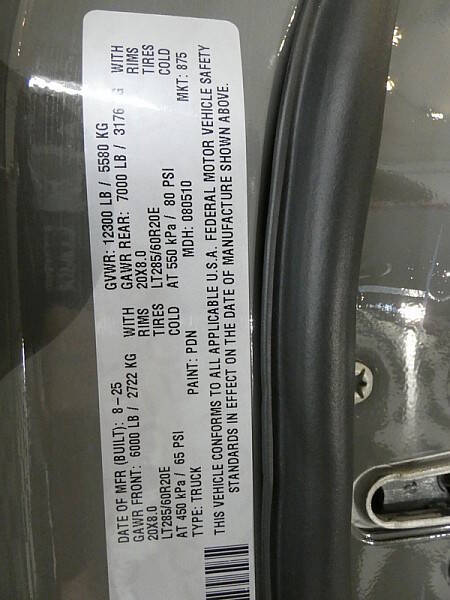 DATE OF MFR (BUILT): 8-25 GVWR: 12300 LB / 5580 KG
GAWR FRONT: 6000 LB / 2722 KG WITH GAWR REAR: 7000 LB / 3176 G WITH
20X8.0 RIMS 20X8.0 RIMS
LT285/60R20E TIRES LT285/60R20E TIRES
AT 450 kPa / 65 PSI COLD AT 550 kPa / 80 PSI COLD
TYPE: TRUCK PAINT: PDN MDH: 080510 MKT: 875
THIS VEHICLE CONFORMS TO ALL APPLICABLE U.S.A. FEDERAL MOTOR VEHICLE SAFETY
STANDARDS IN EFFECT ON THE DATE OF MANUFACTURE SHOWN ABOVE.